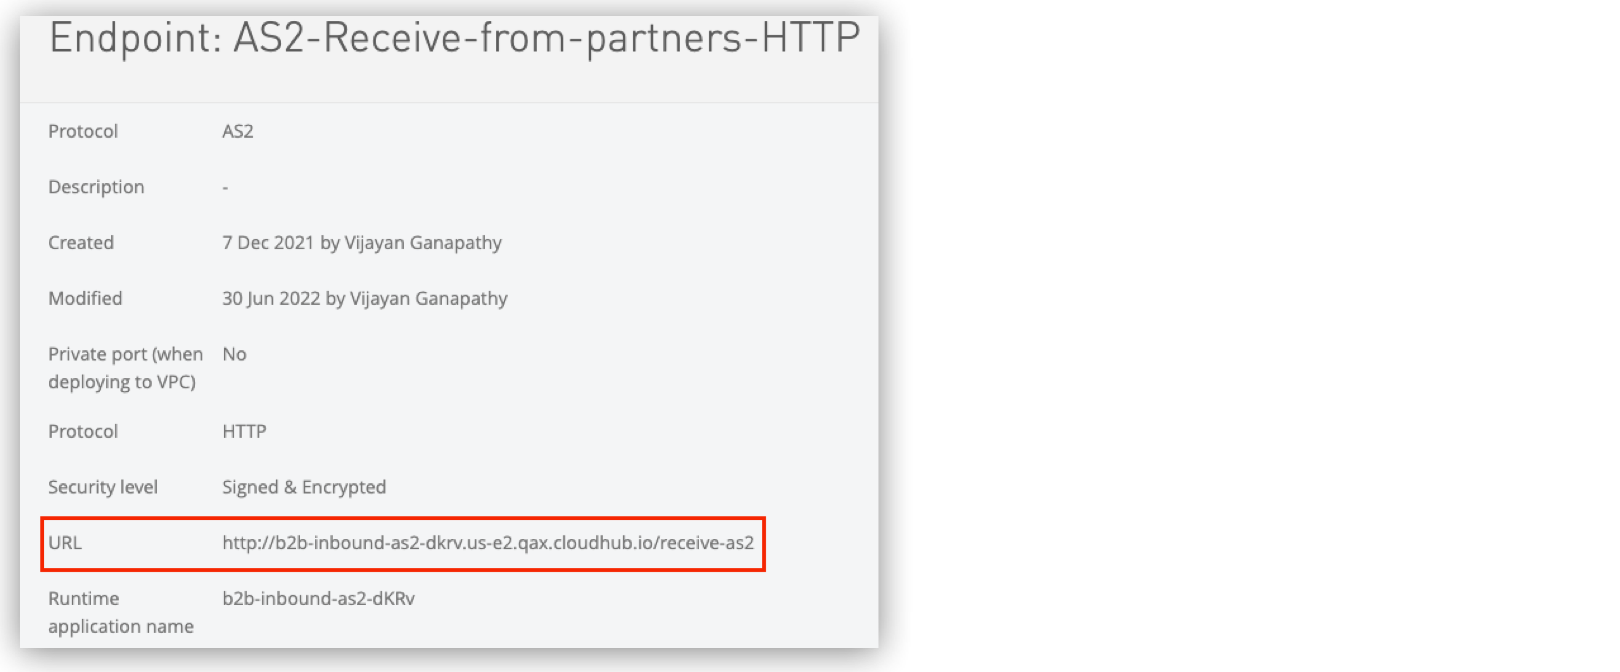 Endpoint: AS2-Receive-from-partners-HTTP
Protocol AS2
Description -
Created 7 Dec 2021 by Vijayan Ganapathy
Modified 30 Jun 2022 by Vijayan Ganapathy
Private port (when No
deploying to VPC)
Protocol HTTP
Security level Signed & Encrypted
URL http://b2b-inbound-as2-dkrv.us-e2.qax.cloudhub.io/receive-as2
Runtime b2b-inbound-as2-dKRv
application name